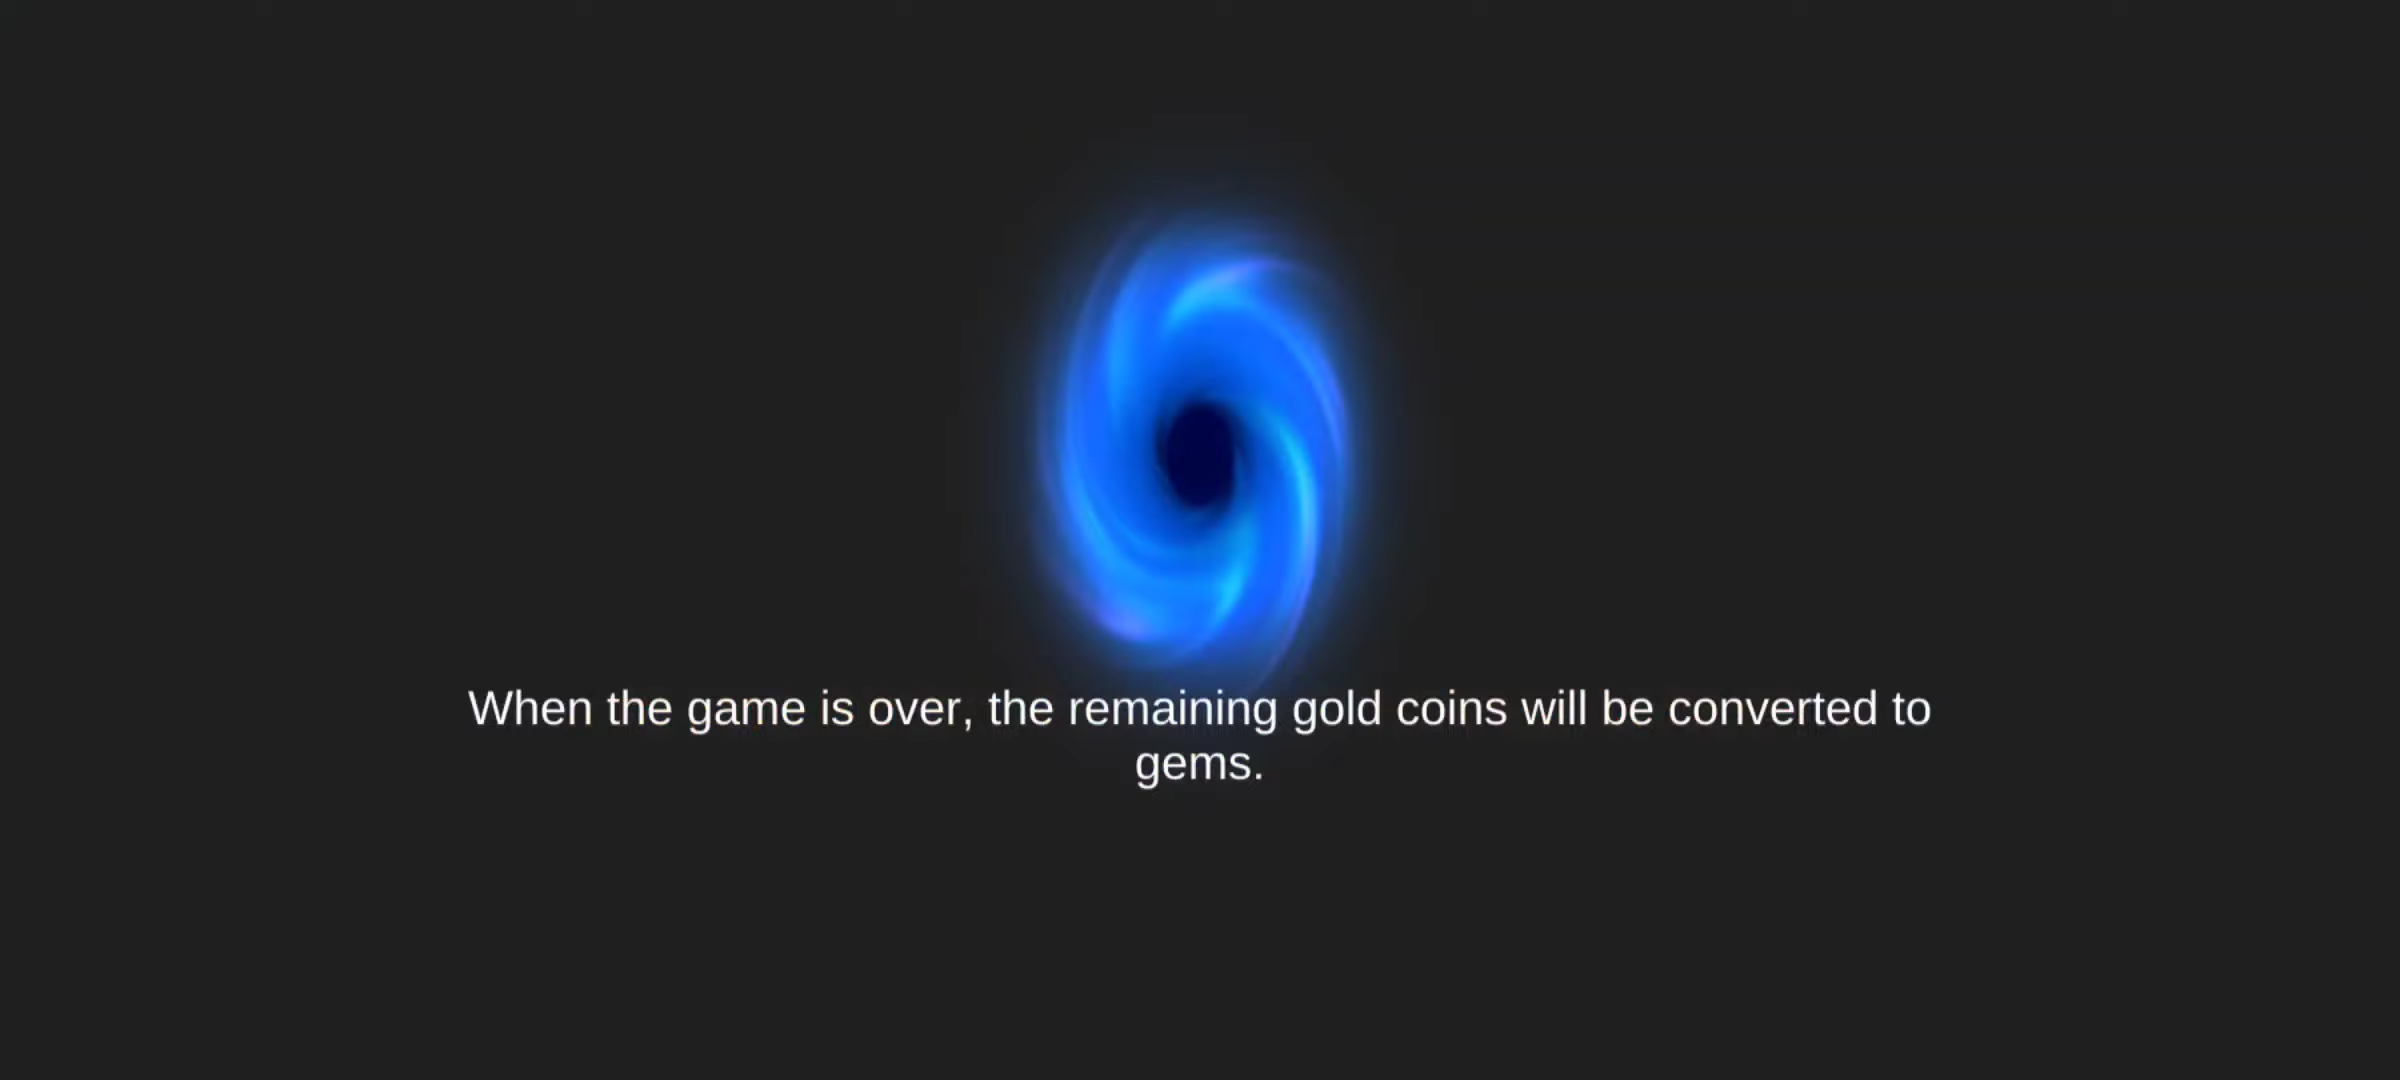 When the game is over, the remaining gold coins will be converted to
gems.